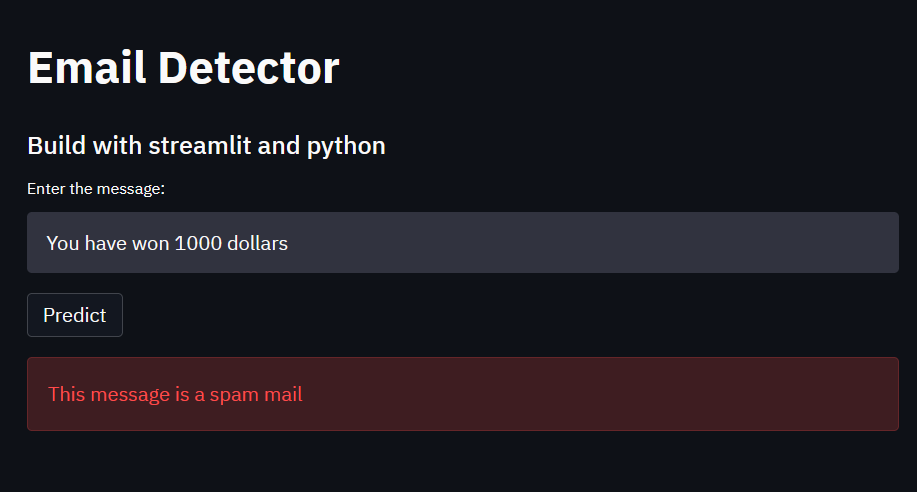 Email Detector
Build with streamlit and python
Enter the message:
You have won 1000 dollars
Predict
This message is a spam mail